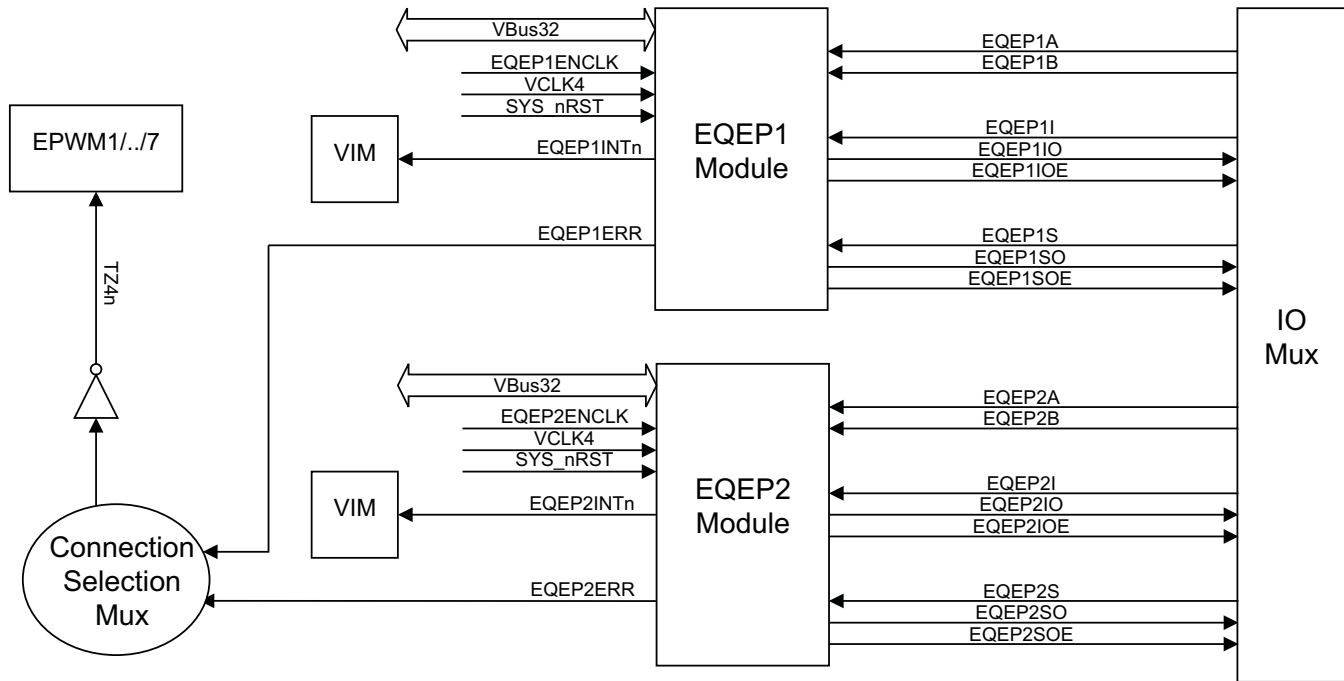 VBus32
EQEP1ENCLK
VCLK4
SYS_nRST
EQEP1INTn
EQEP1ERR
VIM
EPWM1/../7
TZ4n
EQEP1
Module
EQEP1A
EQEP1B
EQEP1I
EQEP1IO
EQEP1IOE
EQEP1S
EQEP1SO
EQEP1SOE
IO
Mux
VBus32
EQEP2ENCLK
VCLK4
SYS_nRST
EQEP2INTn
EQEP2ERR
VIM
Connection
Selection
Mux
EQEP2
Module
EQEP2A
EQEP2B
EQEP2I
EQEP2IO
EQEP2IOE
EQEP2S
EQEP2SO
EQEP2SOE